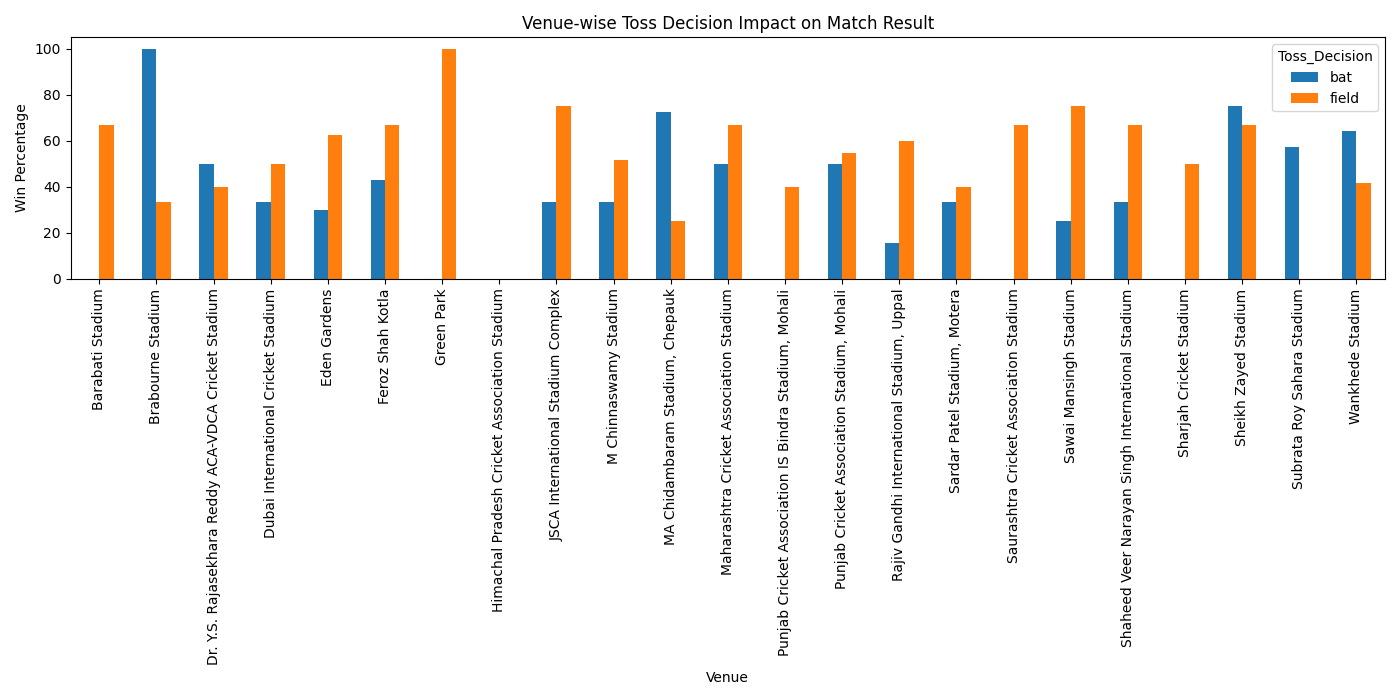 Venue-wise Toss Decision Impact on Match Result
Win Percentage
100
80
60
40
20
0
Toss_Decision
bat
field
Barabati Stadium
Brabourne Stadium
Dr. Y.S. Rajasekhara Reddy ACA-VDCA Cricket Stadium
Dubai International Cricket Stadium
Eden Gardens
Feroz Shah Kotla
Green Park
Himachal Pradesh Cricket Association Stadium
JSCA International Stadium Complex
M Chinnaswamy Stadium
MA Chidambaram Stadium, Chepauk
Maharashtra Cricket Association Stadium
Punjab Cricket Association IS Bindra Stadium, Mohali
Punjab Cricket Association Stadium, Mohali
Rajiv Gandhi International Stadium, Uppal
Sardar Patel Stadium, Motera
Saurashtra Cricket Association Stadium
Sawai Mansingh Stadium
Shaheed Veer Narayan Singh International Stadium
Sharjah Cricket Stadium
Sheikh Zayed Stadium
Subrata Roy Sahara Stadium
Wankhede Stadium
Venue